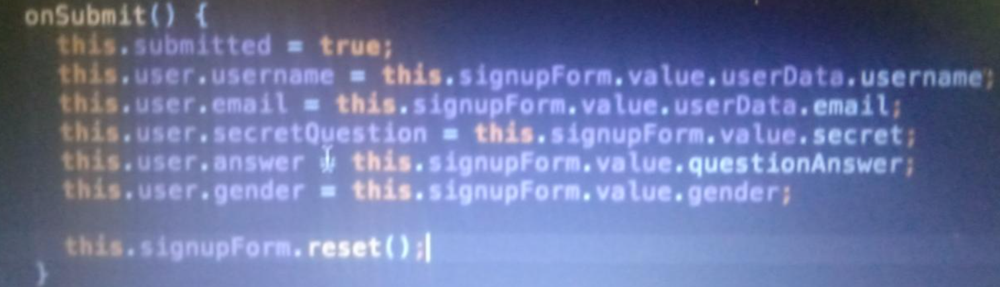 onSubmit() {
this.submitted = true;
this.user.username = this.signupForm.value.userData.username;
this.user.email = this.signupForm.value.userData.email;
this.user.secretQuestion = this.signupForm.value.secret;
this.user.answer = this.signupForm.value.questionAnswer;
this.user.gender = this.signupForm.value.gender;
this.signupForm.reset();
}